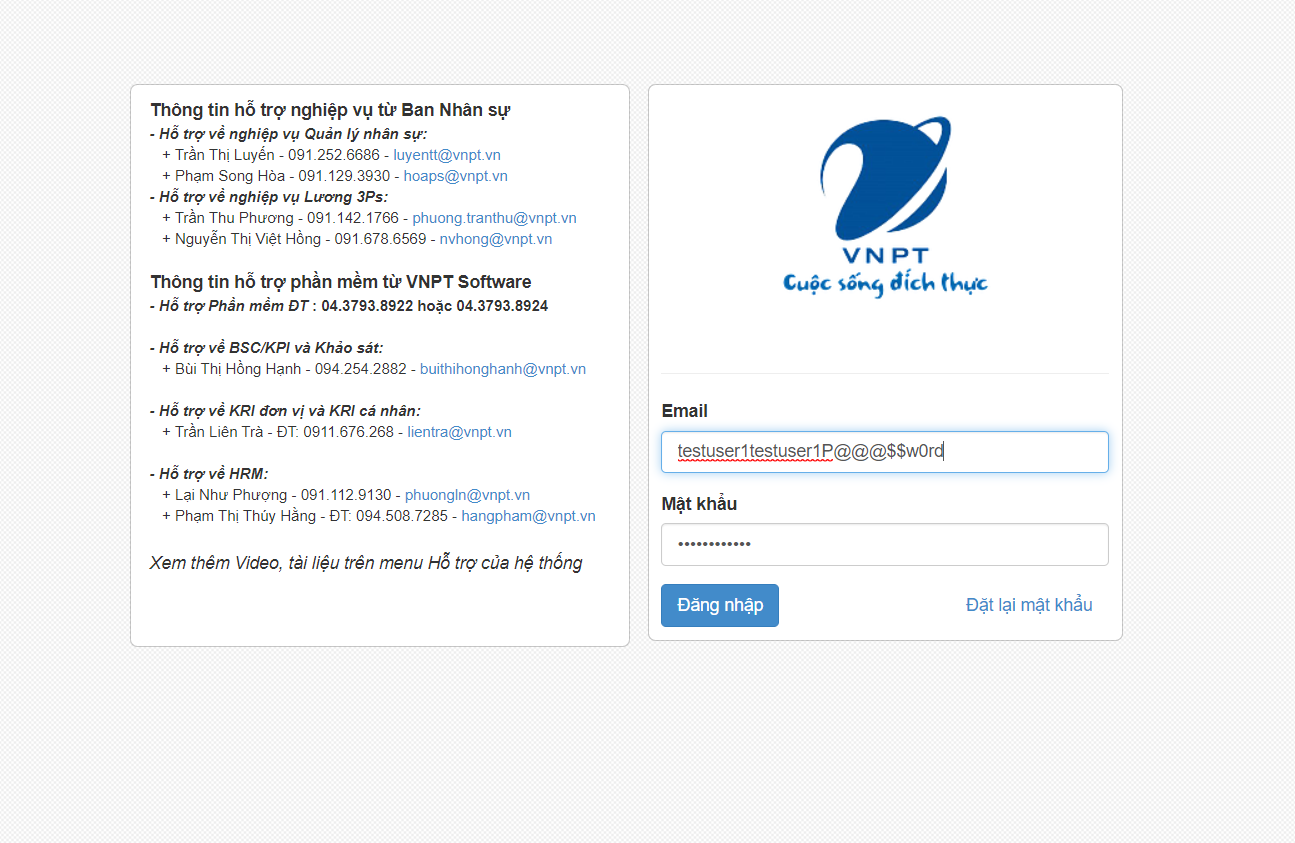 Thông tin hỗ trợ nghiệp vụ từ Ban Nhân sự
- Hỗ trợ về nghiệp vụ Quản lý nhân sự:
+ Trần Thị Luyến - 091.252.6686 - luyentt@vnpt.vn
+ Phạm Song Hòa - 091.129.3930 - hoaps@vnpt.vn
- Hỗ trợ về nghiệp vụ Lương 3Ps:
+ Trần Thu Phương - 091.142.1766 - phuong.tranthu@vnpt.vn
+ Nguyễn Thị Việt Hồng - 091.678.6569 - nvhong@vnpt.vn
Thông tin hỗ trợ phần mềm từ VNPT Software
- Hỗ trợ Phần mềm ĐT : 04.3793.8922 hoặc 04.3793.8924
- Hỗ trợ về BSC/KPI và Khảo sát:
+ Bùi Thị Hồng Hạnh - 094.254.2882 - buithihonghanh@vnpt.vn
- Hỗ trợ về KRI đơn vị và KRI cá nhân:
+ Trần Liên Trà - ĐT: 0911.676.268 - lientra@vnpt.vn
- Hỗ trợ về HRM:
+ Lại Như Phượng - 091.112.9130 - phuongln@vnpt.vn
+ Phạm Thị Thúy Hằng - ĐT: 094.508.7285 - hangpham@vnpt.vn
Xem thêm Video, tài liệu trên menu Hỗ trợ của hệ thống
VNPT
Cuộc sống đích thực
Email
testuser1testuser1P@@@$$w0rd
Mật khẩu
••••••••••••
Đăng nhập
Đặt lại mật khẩu